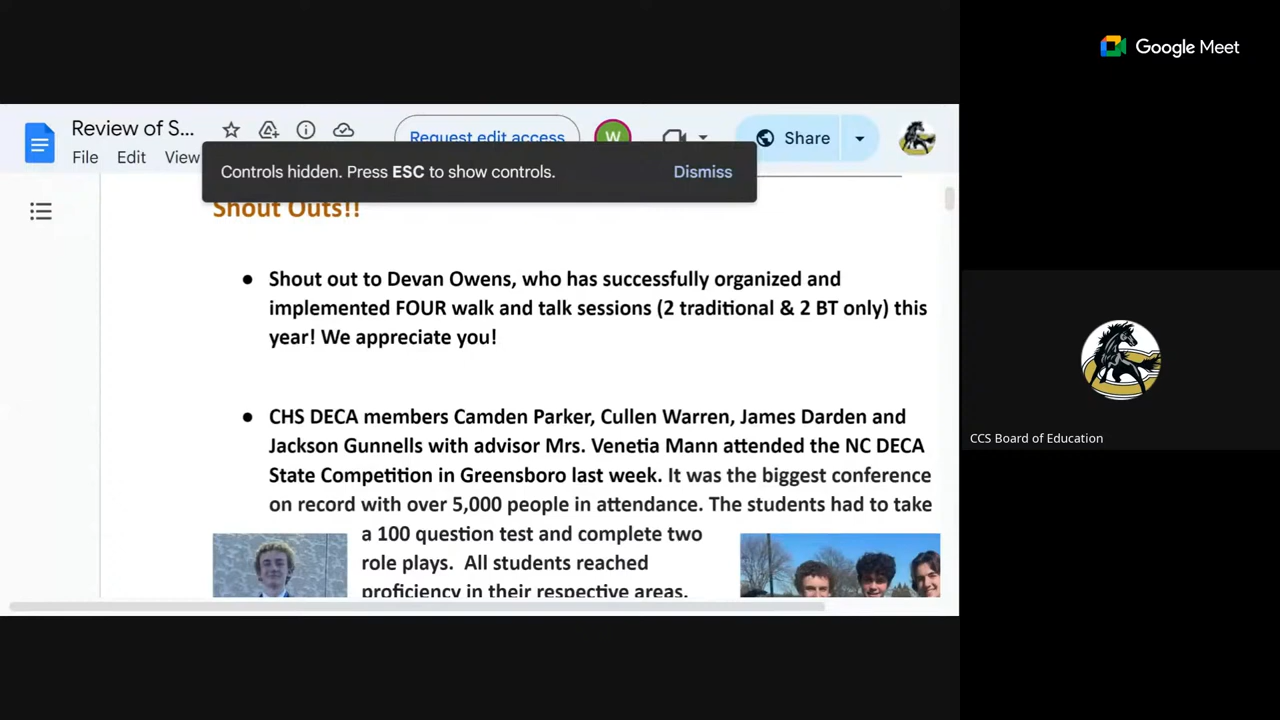 Google Meet
Review of S...
Request edit access
W
Share
File Edit View
Controls hidden. Press ESC to show controls.
Dismiss
Shout Outs!!
● Shout out to Devan Owens, who has successfully organized and
implemented FOUR walk and talk sessions (2 traditional & 2 BT only) this
year! We appreciate you!
● CHS DECA members Camden Parker, Cullen Warren, James Darden and
Jackson Gunnells with advisor Mrs. Venetia Mann attended the NC DECA
State Competition in Greensboro last week. It was the biggest conference
on record with over 5,000 people in attendance. The students had to take
a 100 question test and complete two
role plays. All students reached
proficiency in their respective areas.
CCS Board of Education